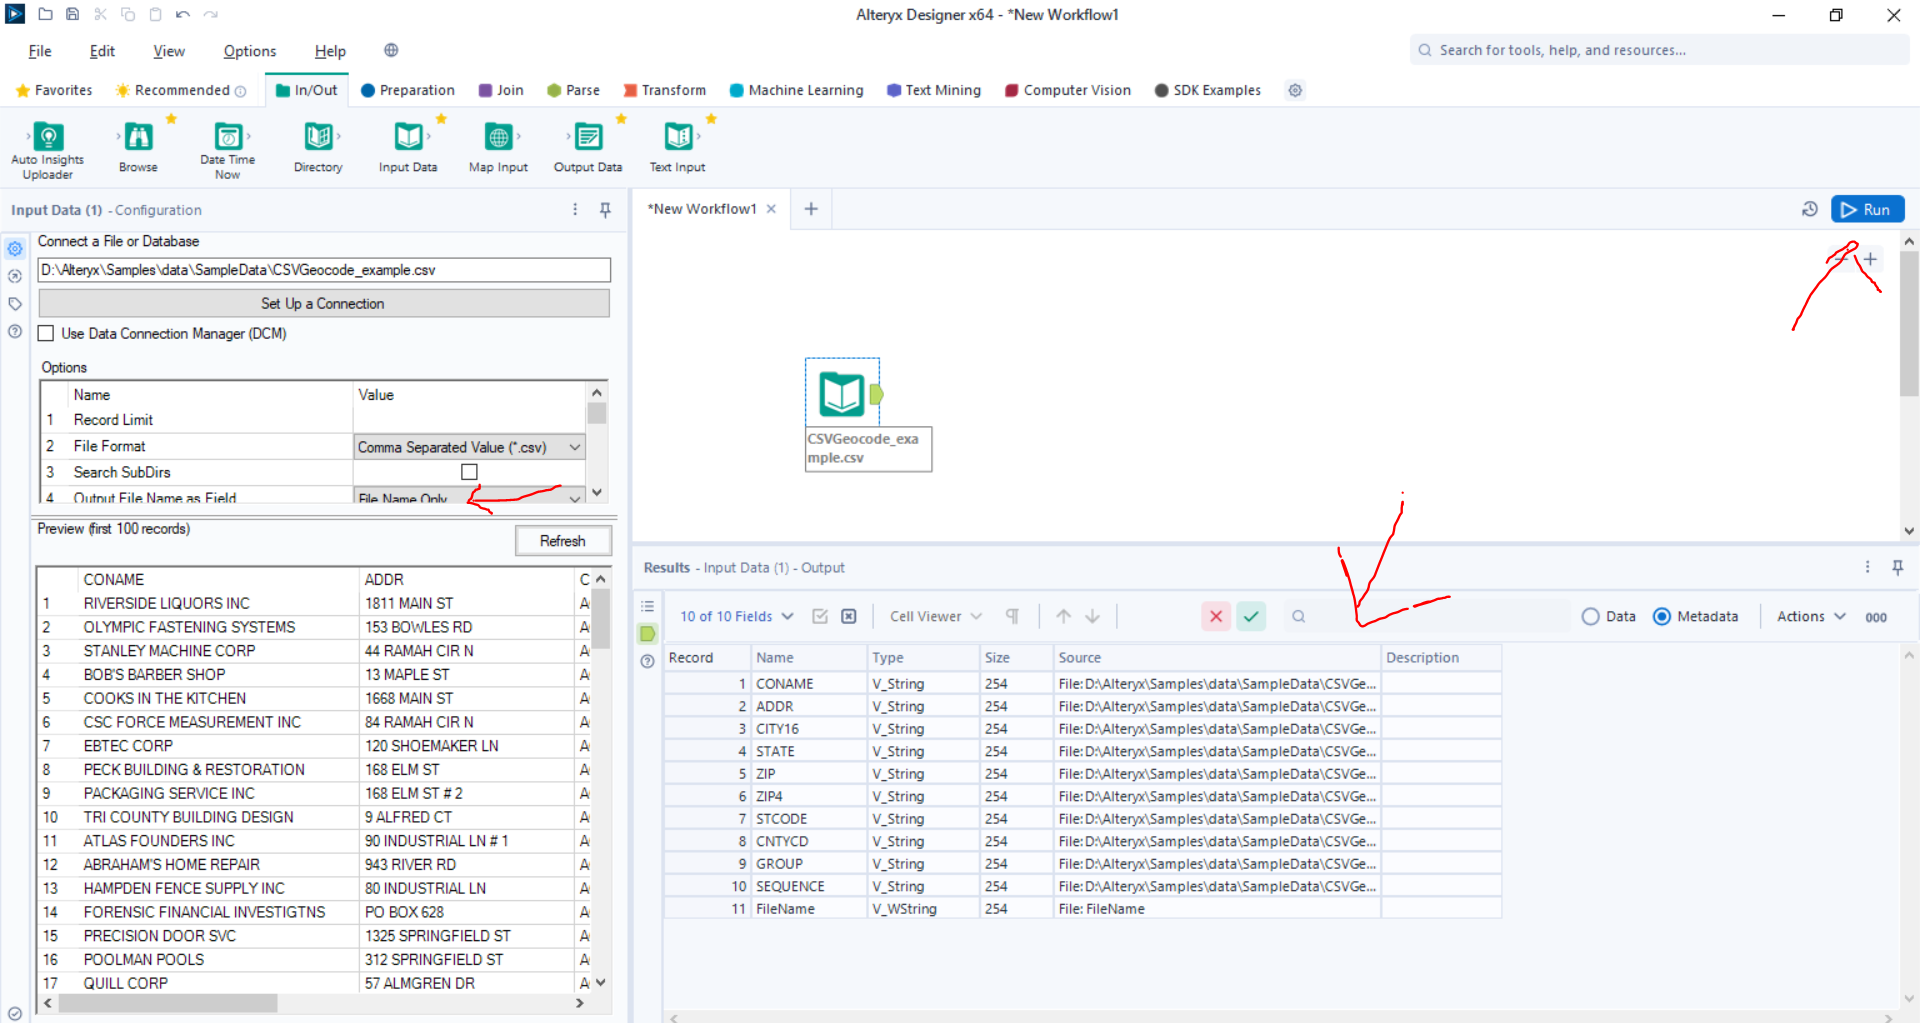 Alteryx Designer x64 - *New Workflow1
File Edit View Options Help
Search for tools, help, and resources...
Favorites Recommended In/Out Preparation Join Parse Transform Machine Learning Text Mining Computer Vision SDK Examples
Auto Insights Uploader
Browse
Date Time Now
Directory
Input Data
Map Input
Output Data
Text Input
Input Data (1) - Configuration
Connect a File or Database
D:\Alteryx\Samples\data\SampleData\CSVGeocode_example.csv
Set Up a Connection
Use Data Connection Manager (DCM)
Options
Name Value
1 Record Limit
2 File Format Comma Separated Value (*.csv)
3 Search SubDirs
4 Output File Name as Field File Name Only
Preview (first 100 records)
Refresh
CONAME ADDR C
1 RIVERSIDE LIQUORS INC 1811 MAIN ST A
2 OLYMPIC FASTENING SYSTEMS 153 BOWLES RD A
3 STANLEY MACHINE CORP 44 RAMAH CIR N A
4 BOB'S BARBER SHOP 13 MAPLE ST A
5 COOKS IN THE KITCHEN 1668 MAIN ST A
6 CSC FORCE MEASUREMENT INC 84 RAMAH CIR N A
7 EBTEC CORP 120 SHOEMAKER LN A
8 PECK BUILDING & RESTORATION 168 ELM ST A
9 PACKAGING SERVICE INC 168 ELM ST # 2 A
10 TRI COUNTY BUILDING DESIGN 9 ALFRED CT A
11 ATLAS FOUNDERS INC 90 INDUSTRIAL LN # 1 A
12 ABRAHAM'S HOME REPAIR 943 RIVER RD A
13 HAMPDEN FENCE SUPPLY INC 80 INDUSTRIAL LN A
14 FORENSIC FINANCIAL INVESTIGTNS PO BOX 628 A
15 PRECISION DOOR SVC 1325 SPRINGFIELD ST A
16 POOLMAN POOLS 312 SPRINGFIELD ST A
17 QUILL CORP 57 ALMGREN DR A
*New Workflow1
Run
CSVGeocode_exa
mple.csv
Results - Input Data (1) - Output
10 of 10 Fields Cell Viewer Data Metadata Actions 000
Record Name Type Size Source Description
1 CONAME V_String 254 File: D:\Alteryx\Samples\data\SampleData\CSVGe...
2 ADDR V_String 254 File: D:\Alteryx\Samples\data\SampleData\CSVGe...
3 CITY16 V_String 254 File: D:\Alteryx\Samples\data\SampleData\CSVGe...
4 STATE V_String 254 File: D:\Alteryx\Samples\data\SampleData\CSVGe...
5 ZIP V_String 254 File: D:\Alteryx\Samples\data\SampleData\CSVGe...
6 ZIP4 V_String 254 File: D:\Alteryx\Samples\data\SampleData\CSVGe...
7 STCODE V_String 254 File: D:\Alteryx\Samples\data\SampleData\CSVGe...
8 CNTYCD V_String 254 File: D:\Alteryx\Samples\data\SampleData\CSVGe...
9 GROUP V_String 254 File: D:\Alteryx\Samples\data\SampleData\CSVGe...
10 SEQUENCE V_String 254 File: D:\Alteryx\Samples\data\SampleData\CSVGe...
11 FileName V_WString 254 File: FileName